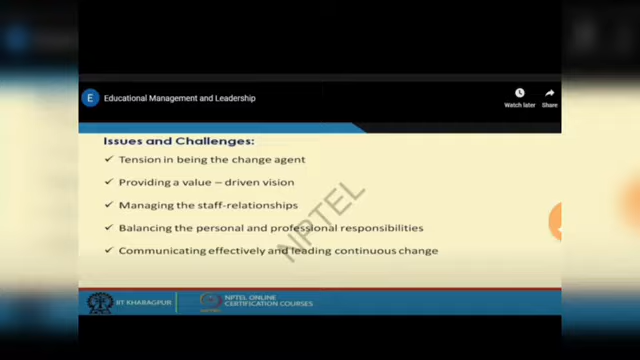 E Educational Management and Leadership
Watch later Share
Issues and Challenges:
✓ Tension in being the change agent
✓ Providing a value – driven vision
✓ Managing the staff-relationships
✓ Balancing the personal and professional responsibilities
✓ Communicating effectively and leading continuous change
NPTEL
IIT KHARAGPUR
NPTEL ONLINE
CERTIFICATION COURSES